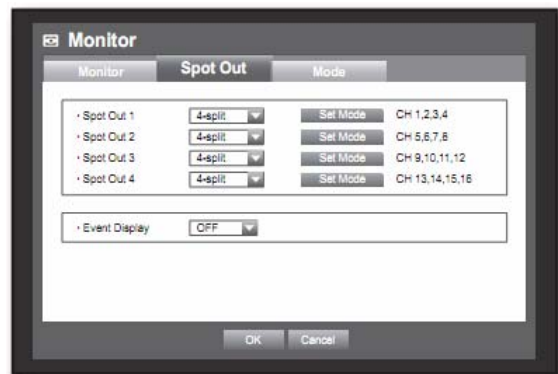 Monitor
Monitor Spot Out Mode
· Spot Out 1 4-split Set Mode CH 1,2,3,4
· Spot Out 2 4-split Set Mode CH 5,6,7,8
· Spot Out 3 4-split Set Mode CH 9,10,11,12
· Spot Out 4 4-split Set Mode CH 13,14,15,16
· Event Display OFF
OK Cancel